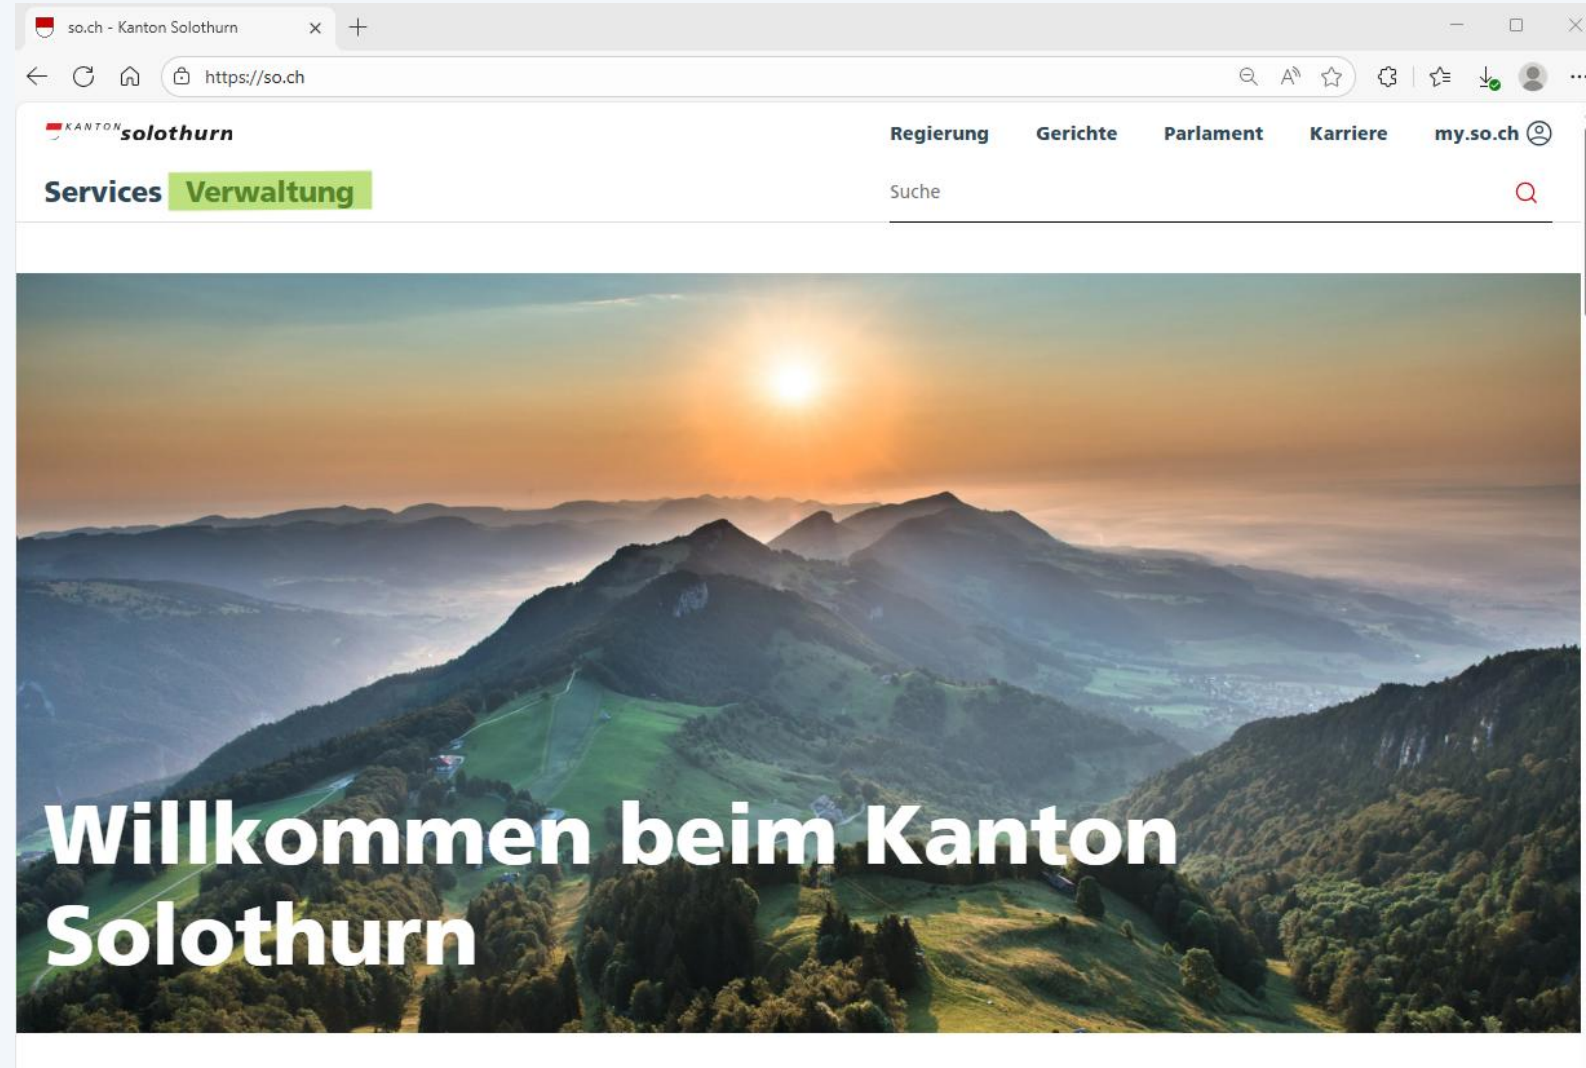 so.ch - Kanton Solothurn
https://so.ch
KANTON solothurn
Regierung Gerichte Parlament Karriere my.so.ch
Services Verwaltung
Suche
Willkommen beim Kanton
Solothurn